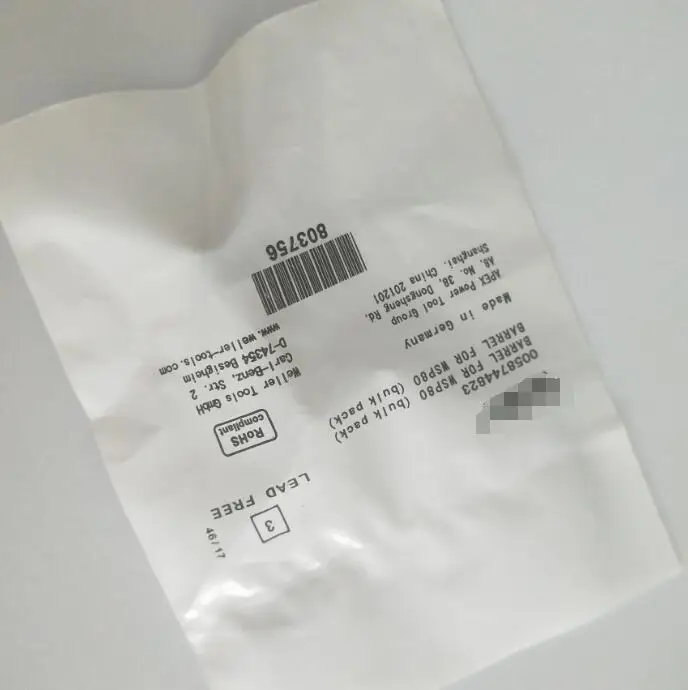 0058744823
BARREL FOR WSP80 (bulk pack)
BARREL FOR WSP80 (bulk pack)
Made in Germany
APEX Power Tool Group
A8, No. 38, Dongsheng Rd,
Shanghai. China 201201
3
LEAD FREE
46/17
RoHS
compliant
Weller Tools GmbH
Carl-Benz, Str. 2
D-74354 Besigheim
www.weller-tools.com
803756